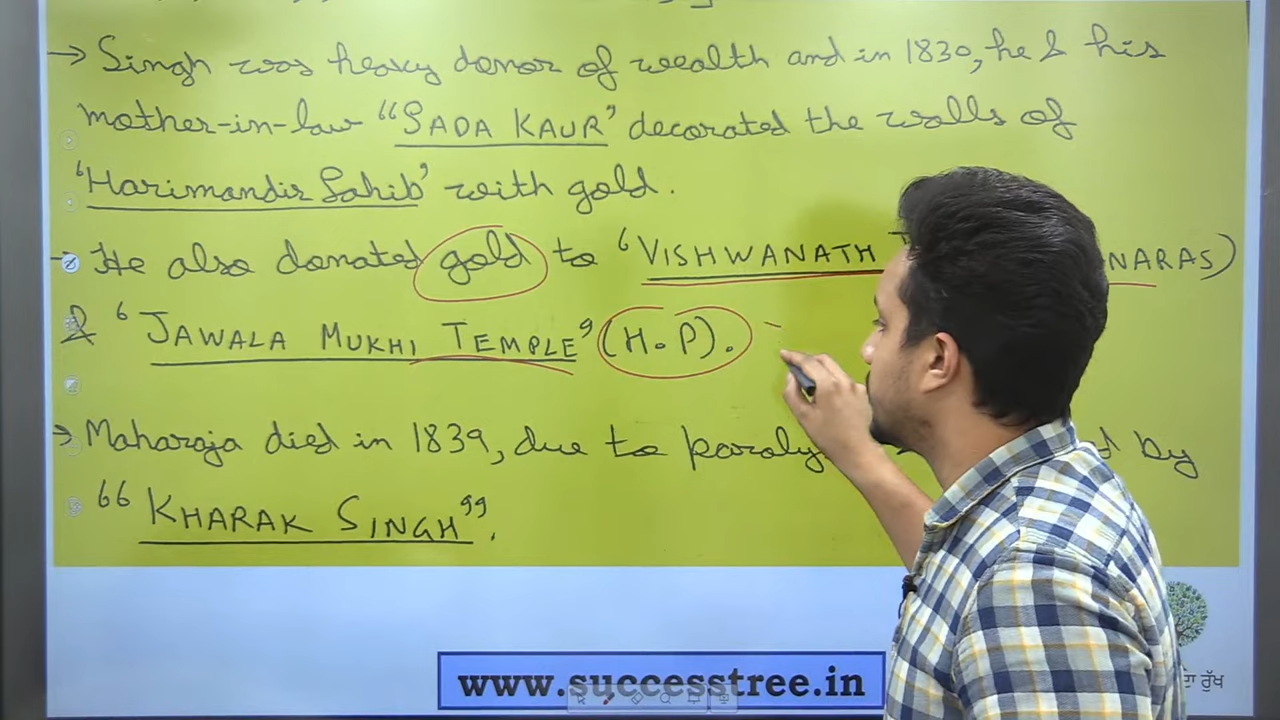 → Singh was heavy donor of wealth and in 1830, he & his
mother-in-law “SADA KAUR’ decorated the walls of
‘Harimandir Sahib’ with gold.
He also donated gold to ‘VISHWANATH NARAS)
& ‘JAWALA MUKHI TEMPLE’ (H.P).
→ Maharaja died in 1839, due to by
“KHARAK SINGH”.
www.successtree.in
ਦਾ ਰੁੱਖ